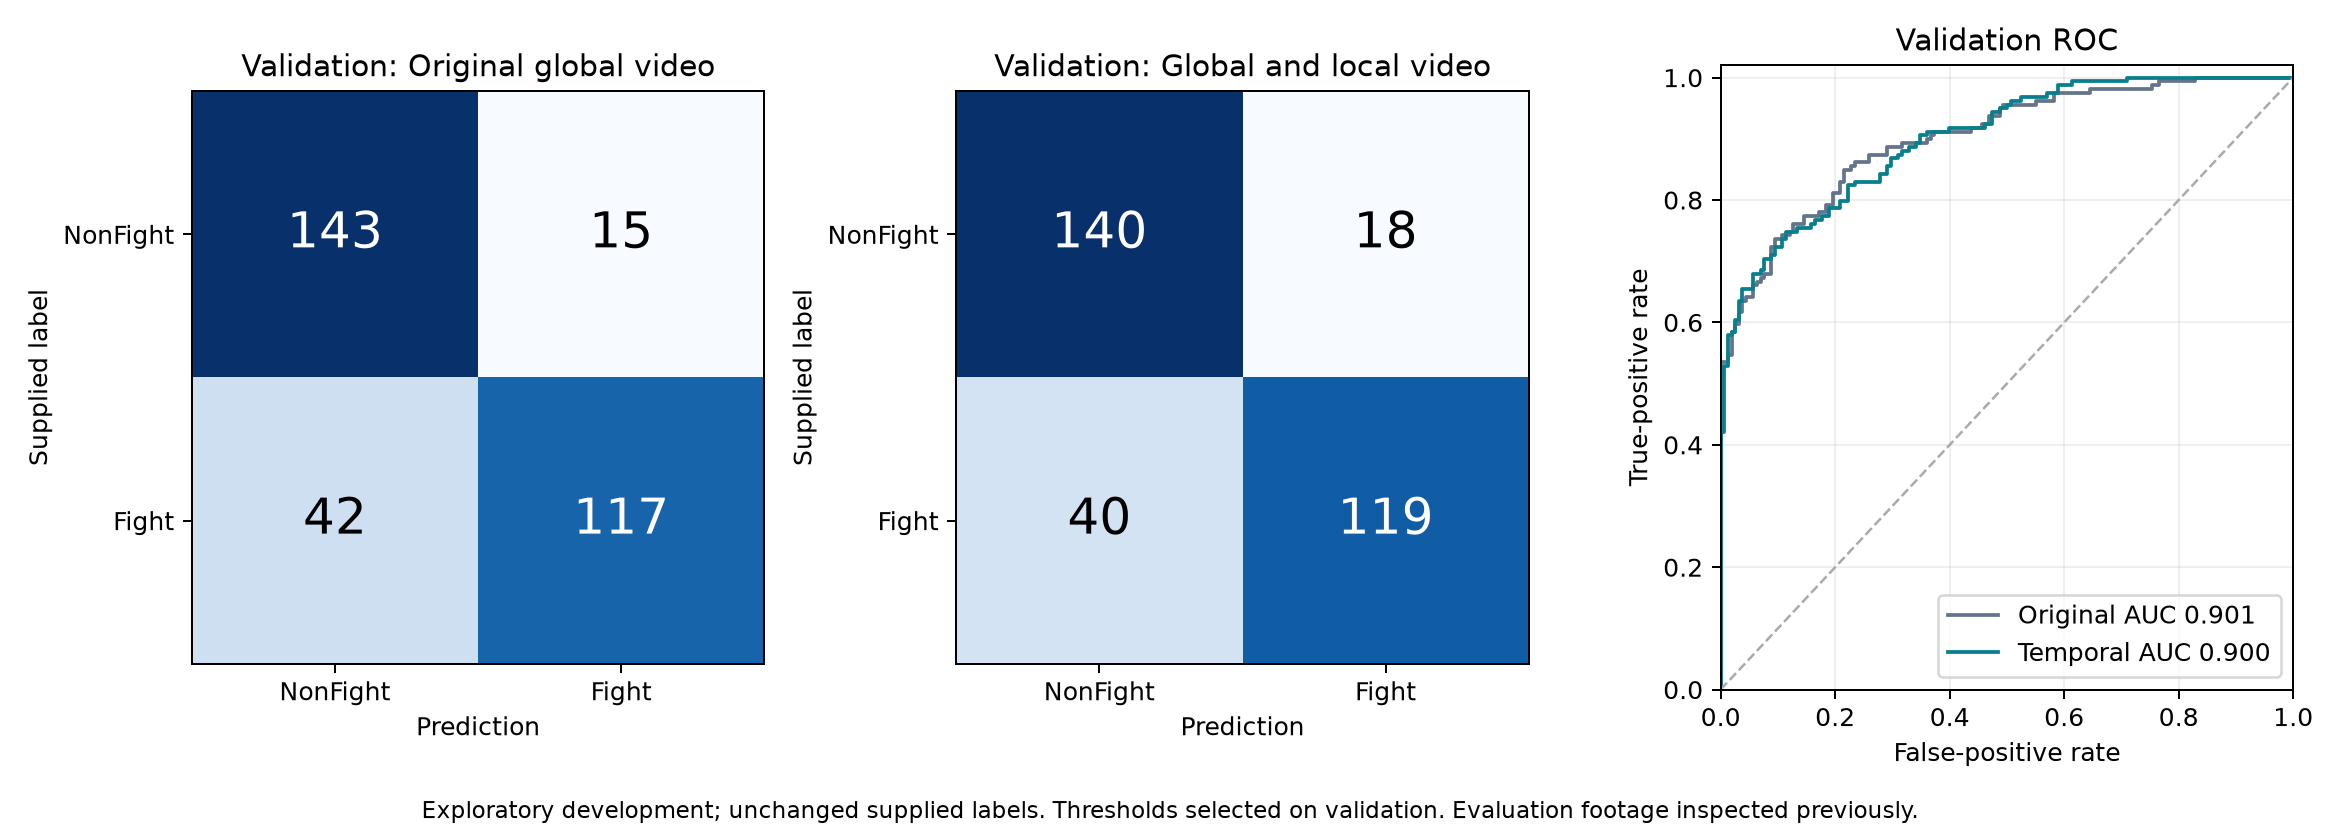 Validation: Original global video
Supplied label
NonFight
143
15
Fight
42
117
NonFight
Fight
Prediction
Validation: Global and local video
Supplied label
NonFight
140
18
Fight
40
119
NonFight
Fight
Prediction
Validation ROC
True-positive rate
1.0
0.8
0.6
0.4
0.2
0.0
Original AUC 0.901
Temporal AUC 0.900
0.0 0.2 0.4 0.6 0.8 1.0
False-positive rate
Exploratory development; unchanged supplied labels. Thresholds selected on validation. Evaluation footage inspected previously.